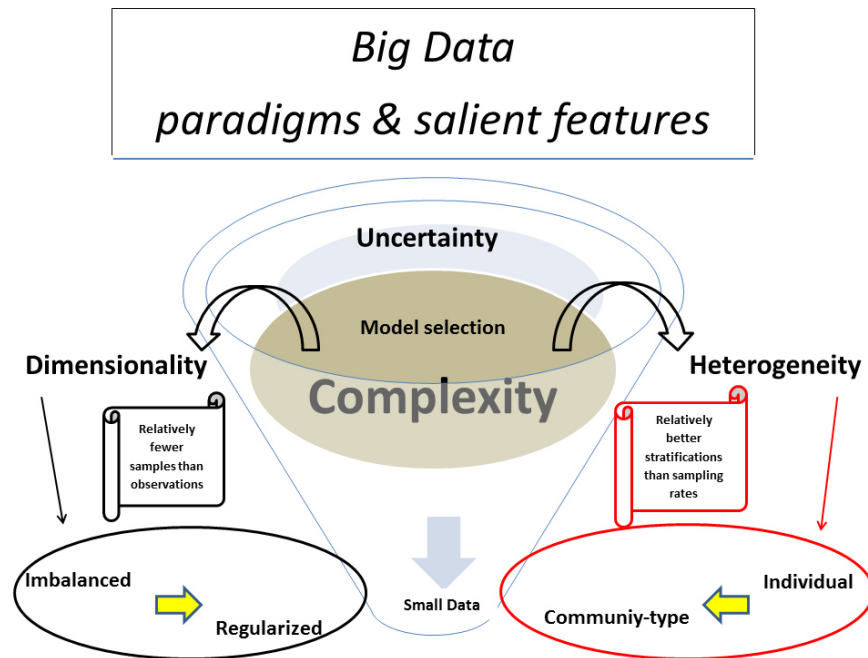 Big Data
paradigms & salient features
Uncertainty
Model selection
Complexity
Dimensionality
Heterogeneity
Relatively
fewer
samples than
observations
Relatively
better
stratifications
than sampling
rates
Imbalanced
Regularized
Small Data
Individual
Communiy-type